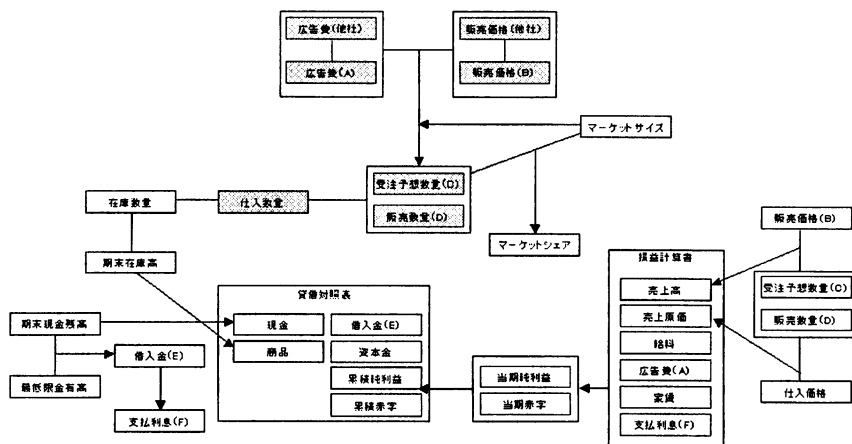 広告費(他社)
販売価格(他社)
広告費(A)
販売価格(B)
マーケットサイズ
受注予想数量(D)
在庫数量
仕入数量
販売数量(D)
販売価格(B)
マーケットシェア
期末在庫高
損益計算書
貸借対照表
売上高
受注予想数量(C)
期末現金残高
現金
借入金(E)
売上原価
販売数量(D)
借入金(E)
商品
資本金
給料
累積純利益
当期純利益
広告費(A)
最低限金有高
累積赤字
当期赤字
家賃
仕入価格
支払利息(F)
支払利息(F)